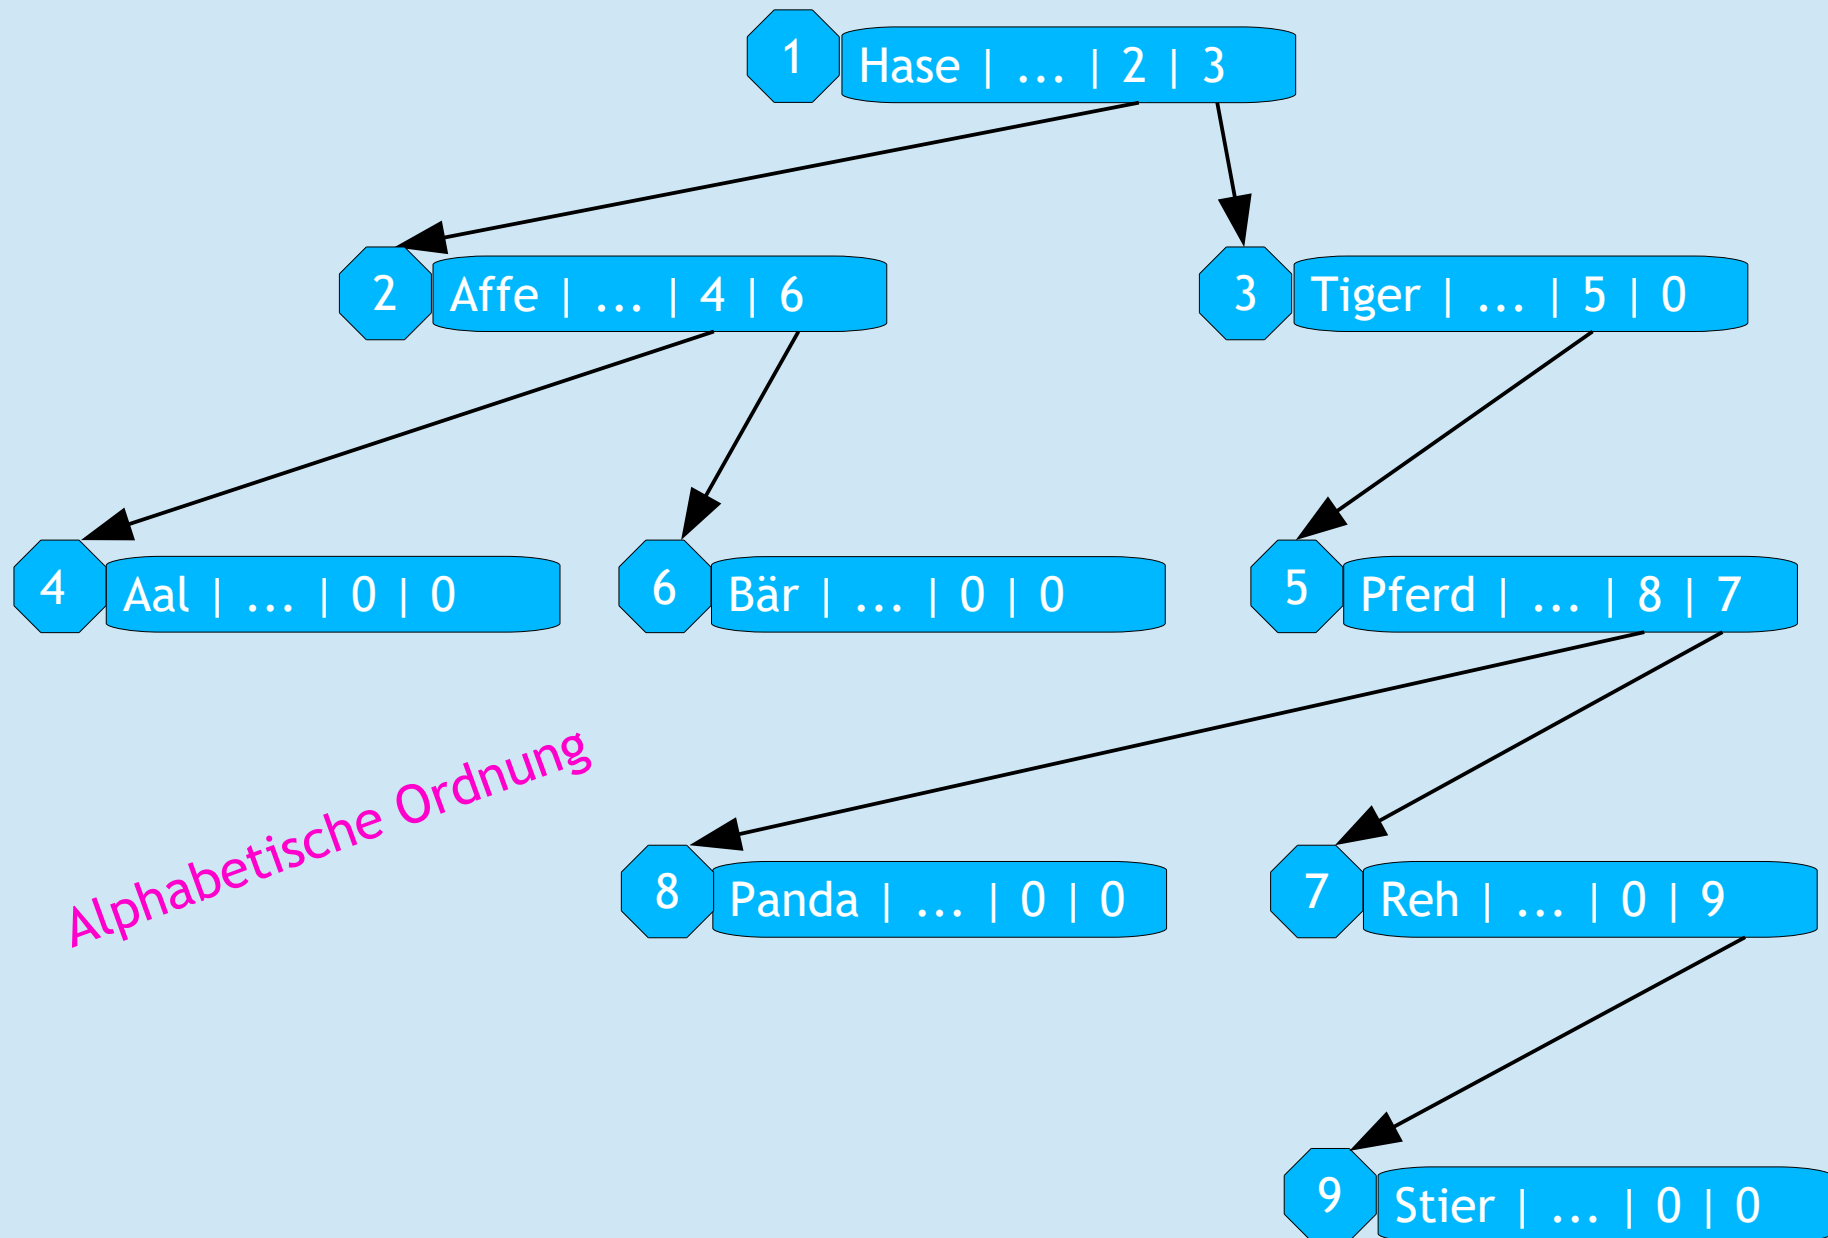 1 Hase | ... | 2 | 3
2 Affe | ... | 4 | 6
3 Tiger | ... | 5 | 0
4 Aal | ... | 0 | 0
6 Bär | ... | 0 | 0
5 Pferd | ... | 8 | 7
Alphabetische Ordnung
8 Panda | ... | 0 | 0
7 Reh | ... | 0 | 9
9 Stier | ... | 0 | 0